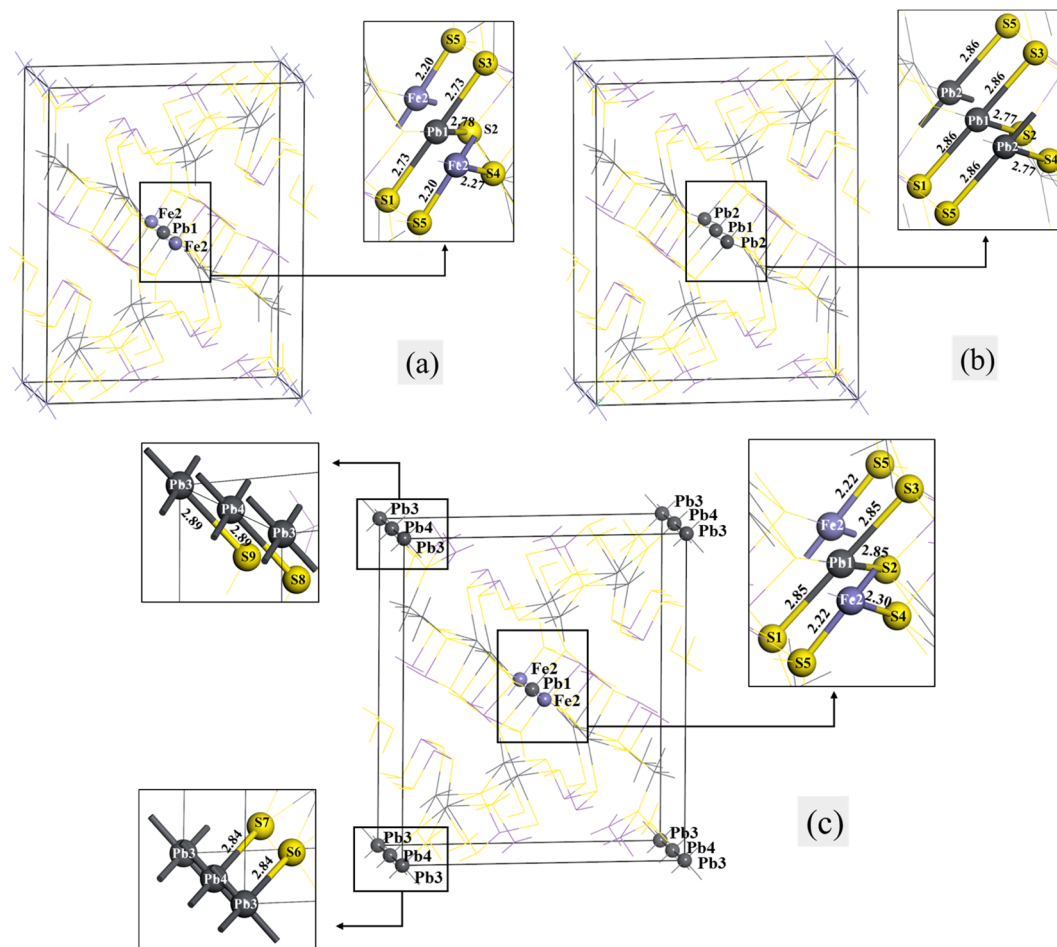 S5
2.20
S3
Fe2
2.73
Pb1
2.78
S2
Fe2
2.73
2.27
S4
2.20
S1
S5
Fe2
Pb1
Fe2
(a)
S5
2.86
S3
Pb2
2.86
Pb1
2.77
S2
Pb2
2.86
S4
2.77
S1
2.86
S5
Pb2
Pb1
Pb2
(b)
Pb3
Pb4
Pb3
2.89
2.89
S9
S8
Pb3
Pb4
Pb3
Pb3
Pb4
Pb3
S5
2.22
S3
Fe2
2.85
Pb1
2.85
S2
Fe2
2.30
2.85
S4
2.22
S1
S5
Fe2
Pb1
Fe2
(c)
S7
2.84
S6
Pb3
2.84
Pb4
Pb3
Pb3
Pb4
Pb3
Pb3
Pb4
Pb3